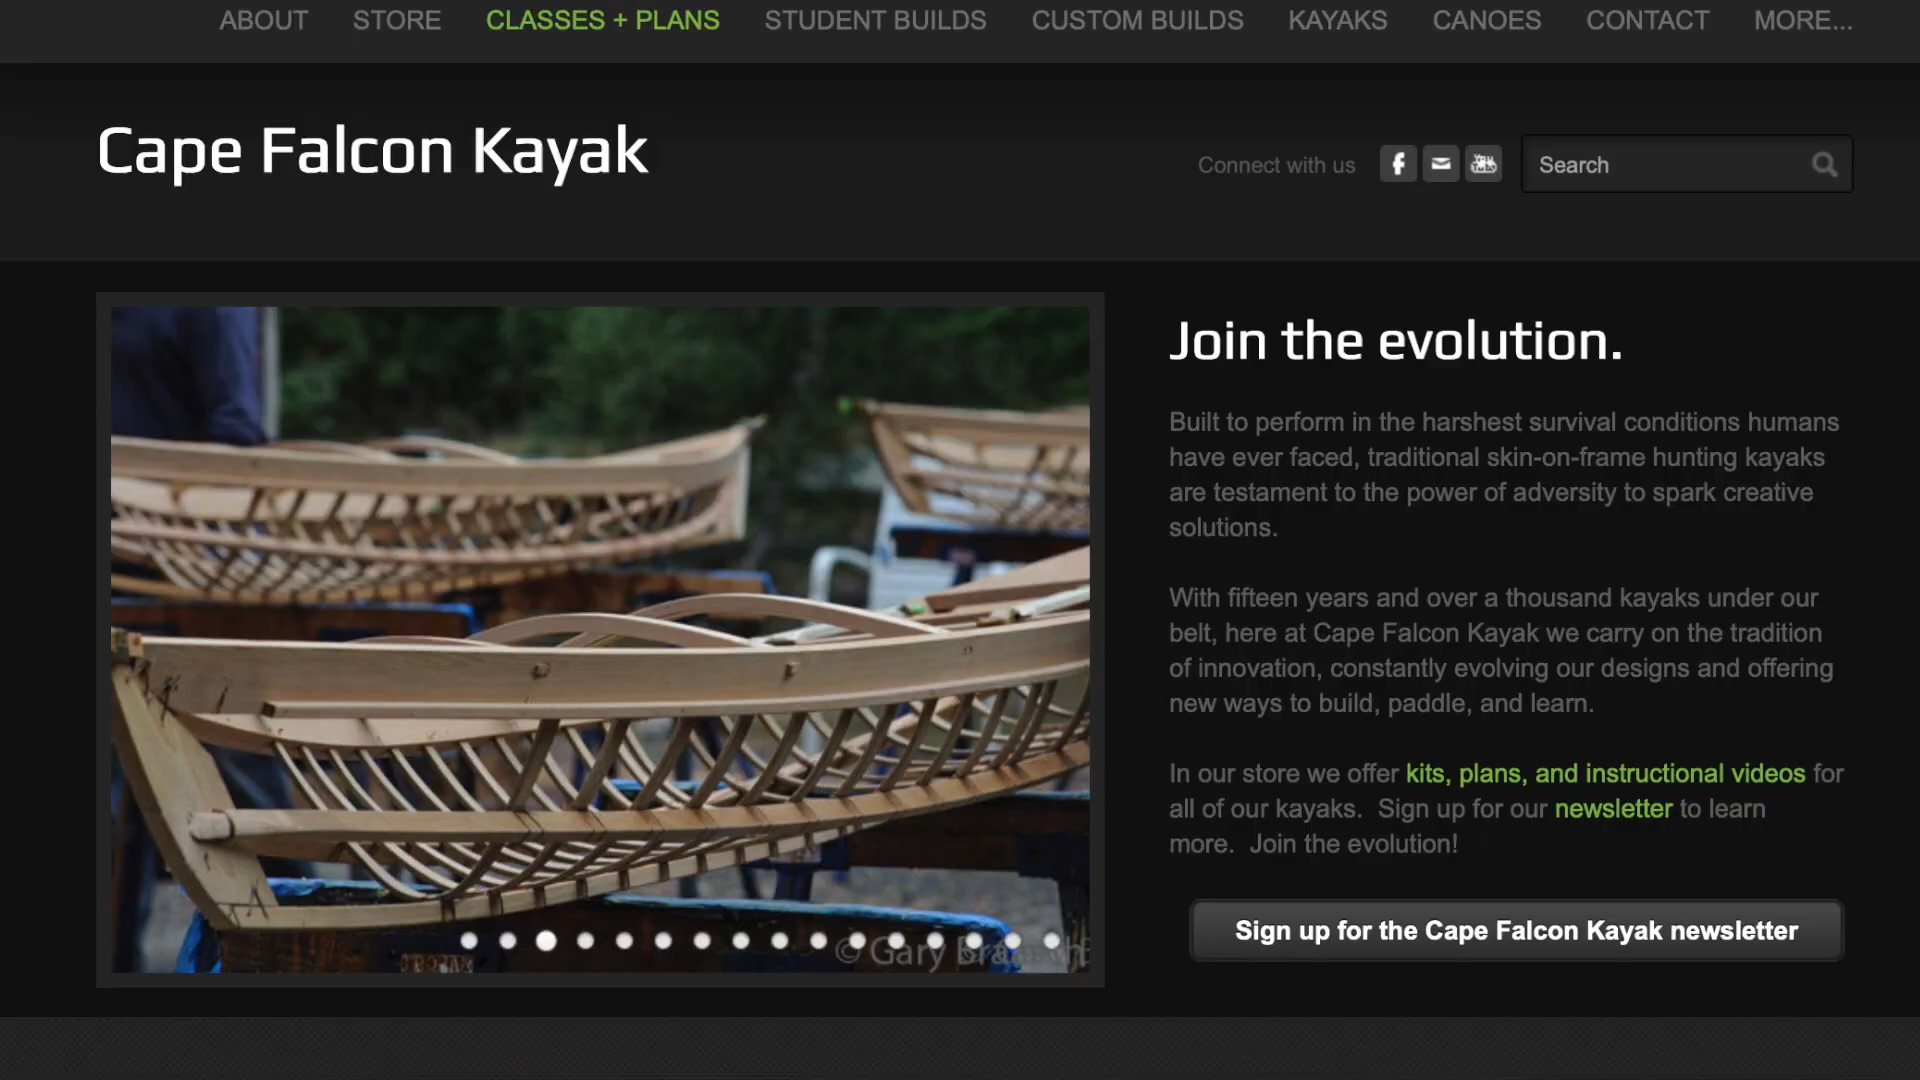 ABOUT STORE CLASSES + PLANS STUDENT BUILDS CUSTOM BUILDS KAYAKS CANOES CONTACT MORE...
Cape Falcon Kayak
Connect with us
Search
Join the evolution.
Built to perform in the harshest survival conditions humans
have ever faced, traditional skin-on-frame hunting kayaks
are testament to the power of adversity to spark creative
solutions.
With fifteen years and over a thousand kayaks under our
belt, here at Cape Falcon Kayak we carry on the tradition
of innovation, constantly evolving our designs and offering
new ways to build, paddle, and learn.
In our store we offer kits, plans, and instructional videos for
all of our kayaks. Sign up for our newsletter to learn
more. Join the evolution!
Sign up for the Cape Falcon Kayak newsletter
© Gary